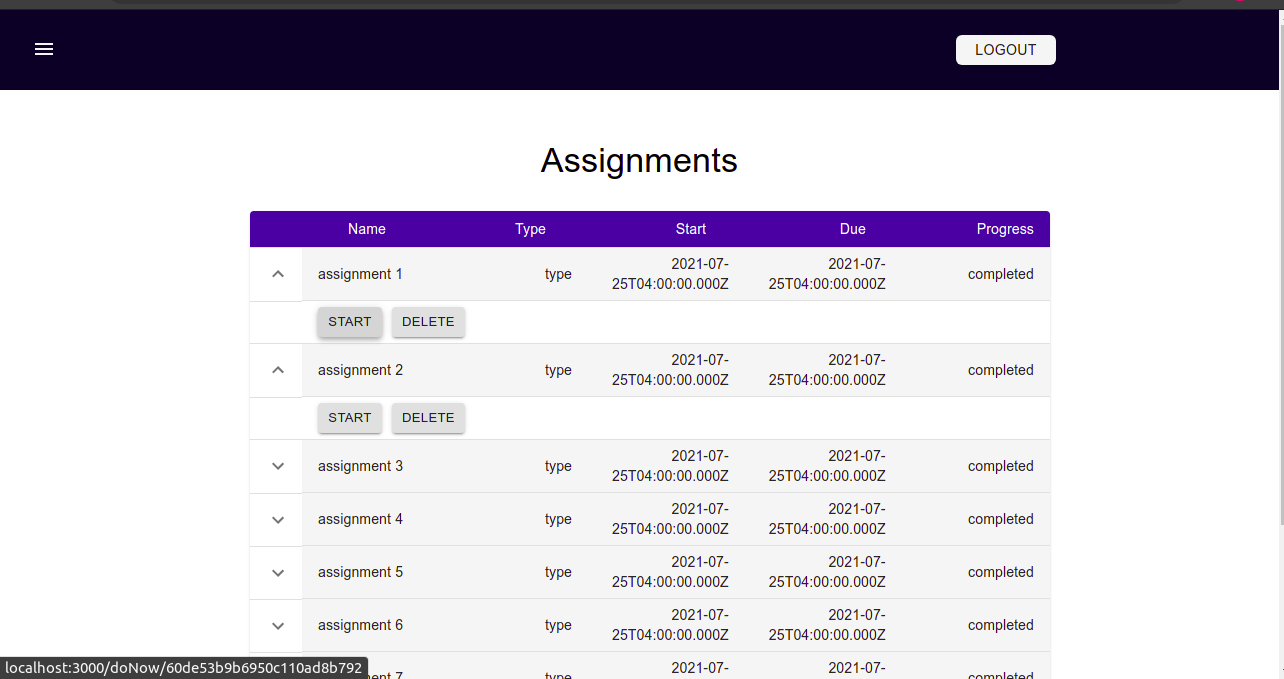 LOGOUT
Assignments
Name Type Start Due Progress
assignment 1 type 2021-07-25T04:00:00.000Z 2021-07-25T04:00:00.000Z completed
START DELETE
assignment 2 type 2021-07-25T04:00:00.000Z 2021-07-25T04:00:00.000Z completed
START DELETE
assignment 3 type 2021-07-25T04:00:00.000Z 2021-07-25T04:00:00.000Z completed
assignment 4 type 2021-07-25T04:00:00.000Z 2021-07-25T04:00:00.000Z completed
assignment 5 type 2021-07-25T04:00:00.000Z 2021-07-25T04:00:00.000Z completed
assignment 6 type 2021-07-25T04:00:00.000Z 2021-07-25T04:00:00.000Z completed
2021-07- 2021-07-
ent 7 type completed
localhost:3000/doNow/60de53b9b6950c110ad8b792